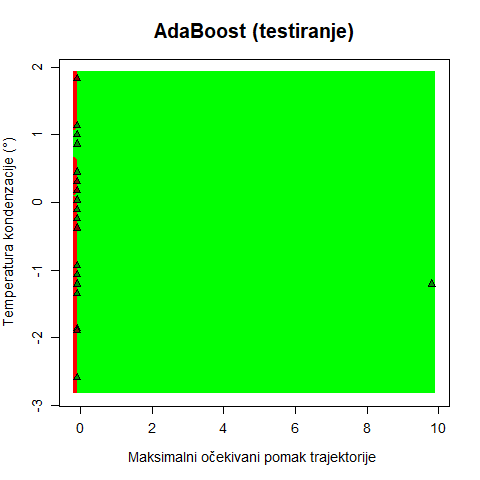 AdaBoost (testiranje)
Temperatura kondenzacije (°)
2
1
0
-1
-2
-3
0 2 4 6 8 10
Maksimalni očekivani pomak trajektorije